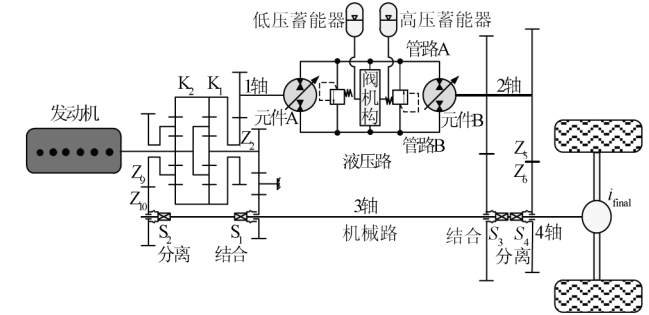 低压蓄能器
高压蓄能器
管路A
K₂ K₁
1轴
阀机构
2轴
发动机
元件A
元件B
Z₂
管路B
液压路
Z₅
Z₆
Z₉
Z₁₀
i_final
3轴
S₂
S₁
机械路
结合
S₃
S₄
4轴
分离
结合
分离